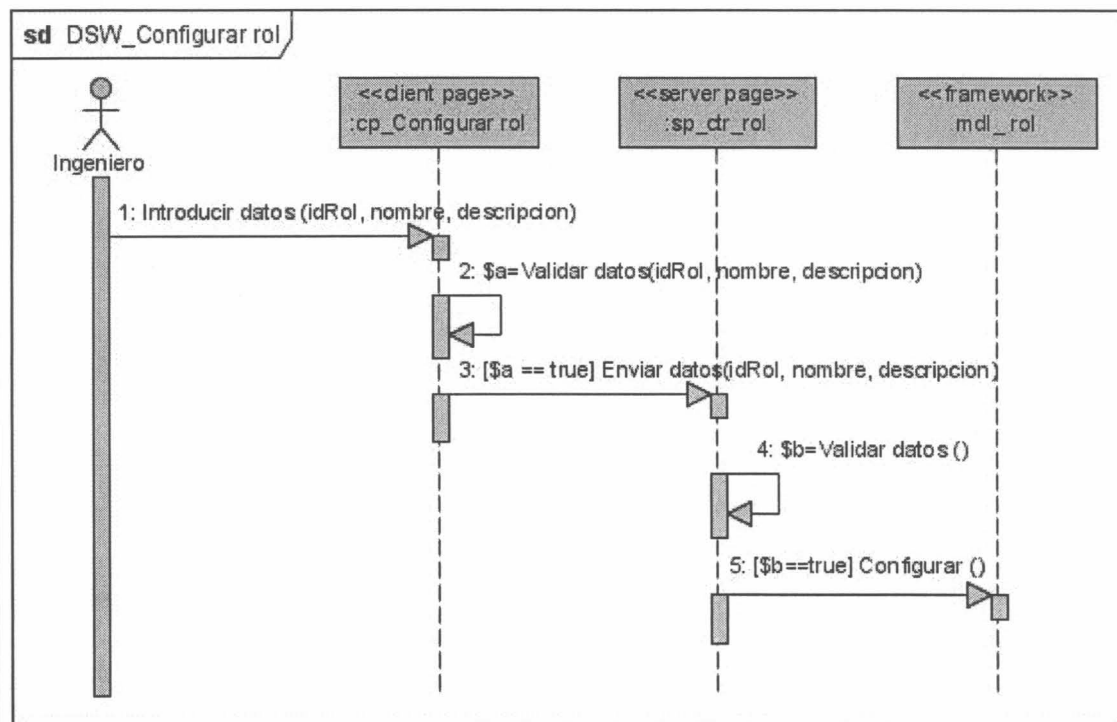 sd DSW_Configurar rol
<<client page>>
:cp_Configurar rol
<<server page>>
:sp_ctr_rol
<<framework>>
mdl_rol
Ingeniero
1: Introducir datos (idRol, nombre, descripcion)
2: $a=Validar datos(idRol, nombre, descripcion)
3: [$a == true] Enviar datos(idRol, nombre, descripcion)
4: $b=Validar datos ()
5: [$b==true] Configurar ()